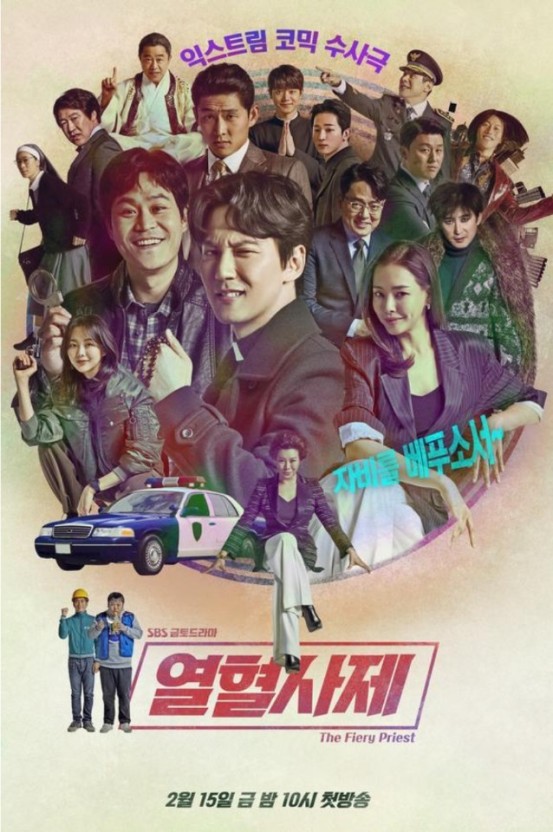 익스트림 코믹 수사극
자비를 베푸소서
SBS 금토드라마
열혈사제
The Fiery Priest
2월 15일 금 밤 10시 첫방송